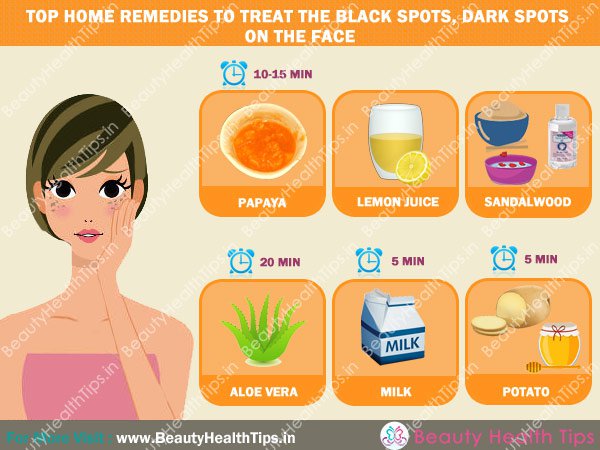 TOP HOME REMEDIES TO TREAT THE BLACK SPOTS, DARK SPOTS
ON THE FACE
10-15 MIN
PAPAYA
LEMON JUICE
SANDALWOOD
20 MIN
5 MIN
5 MIN
ALOE VERA
MILK
MILK
POTATO
For More Visit : www.BeautyHealthTips.in
Beauty Health Tips
BeautyHealthTips.in